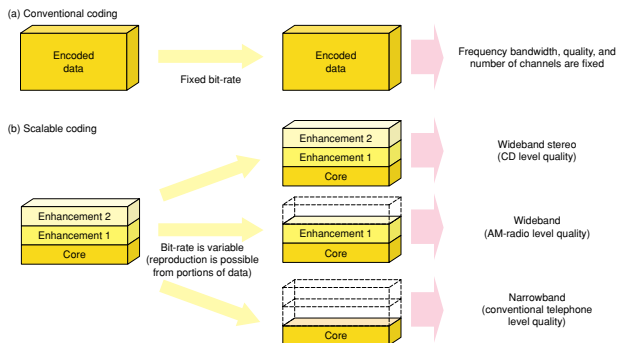 (a) Conventional coding
Encoded
data
Fixed bit-rate
Encoded
data
Frequency bandwidth, quality, and
number of channels are fixed
(b) Scalable coding
Enhancement 2
Enhancement 1
Core
Bit-rate is variable
(reproduction is possible
from portions of data)
Enhancement 2
Enhancement 1
Core
Wideband stereo
(CD level quality)
Enhancement 1
Core
Wideband
(AM-radio level quality)
Core
Narrowband
(conventional telephone
level quality)